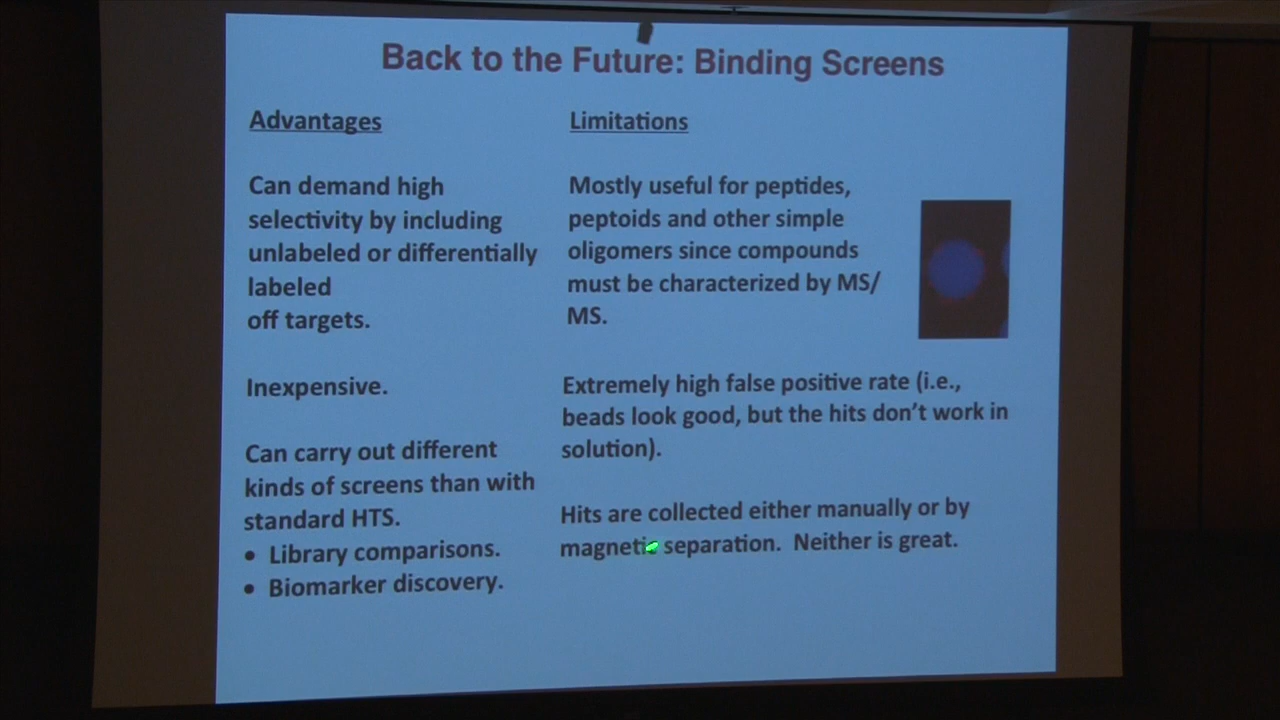 Back to the Future: Binding Screens
Advantages
Can demand high
selectivity by including
unlabeled or differentially
labeled
off targets.
Inexpensive.
Can carry out different
kinds of screens than with
standard HTS.
• Library comparisons.
• Biomarker discovery.
Limitations
Mostly useful for peptides,
peptoids and other simple
oligomers since compounds
must be characterized by MS/
MS.
Extremely high false positive rate (i.e.,
beads look good, but the hits don't work in
solution).
Hits are collected either manually or by
magnetic separation.  Neither is great.